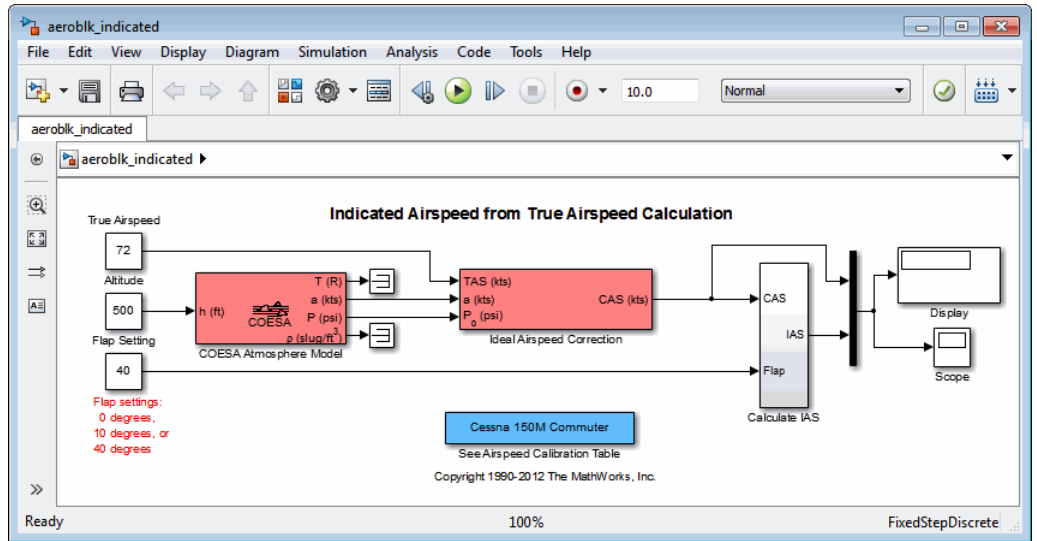 aeroblk_indicated
File Edit View Display Diagram Simulation Analysis Code Tools Help
10.0
Normal
aeroblk_indicated
aeroblk_indicated
Indicated Airspeed from True Airspeed Calculation
True Airspeed
72
Altitude
500
Flap Setting
40
Flap settings:
0 degrees,
10 degrees, or
40 degrees
h (ft)
COESA
T (R)
a (kts)
P (psi)
ρ (slug/ft³)
COESA Atmosphere Model
TAS (kts)
a (kts)
P₀ (psi)
CAS (kts)
Ideal Airspeed Correction
CAS
IAS
Flap
Calculate IAS
Display
Scope
Cessna 150M Commuter
See Airspeed Calibration Table
Copyright 1990-2012 The MathWorks, Inc.
Ready
100%
FixedStepDiscrete